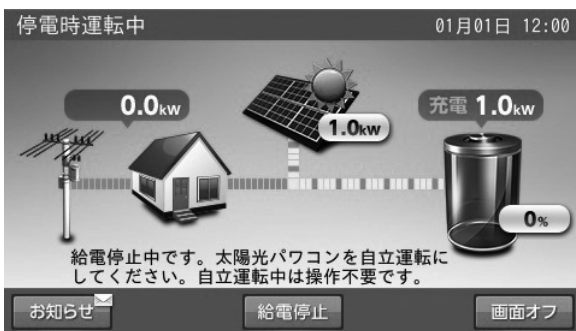 停電時運転中 01月01日 12:00
0.0kw
充電 1.0kw
1.0kw
0%
給電停止中です。太陽光パワコンを自立運転に
してください。自立運転中は操作不要です。
お知らせ 給電停止 画面オフ